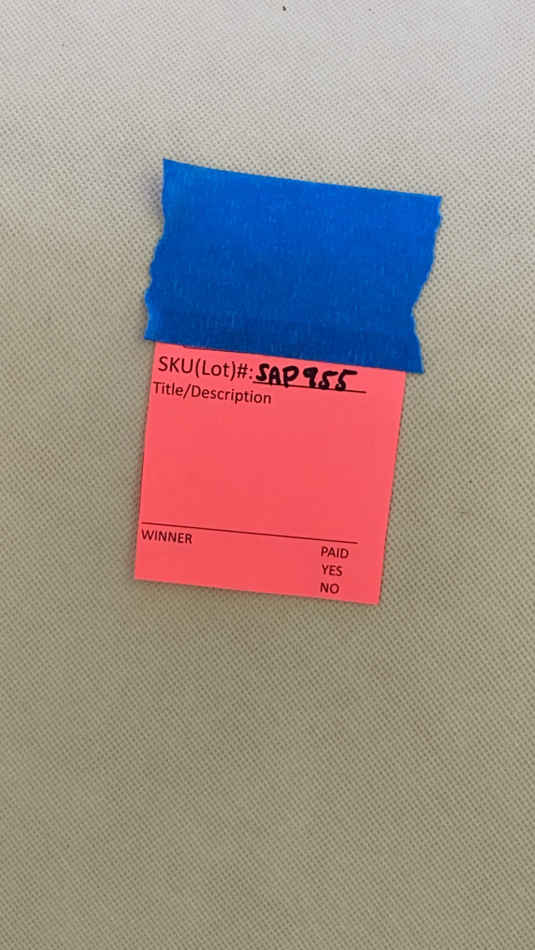 SKU(Lot)#: SAP955
Title/Description
WINNER
PAID
YES
NO